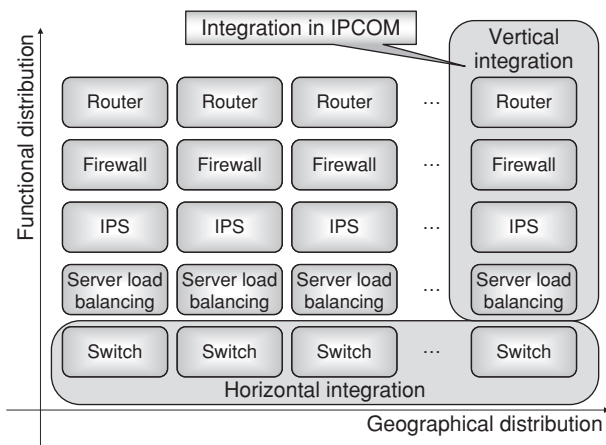 Integration in IPCOM
Vertical
integration
Functional distribution
Router Router Router ... Router
Firewall Firewall Firewall ... Firewall
IPS IPS IPS ... IPS
Server load
balancing
Server load
balancing
Server load
balancing
...
Server load
balancing
Switch Switch Switch ... Switch
Horizontal integration
Geographical distribution